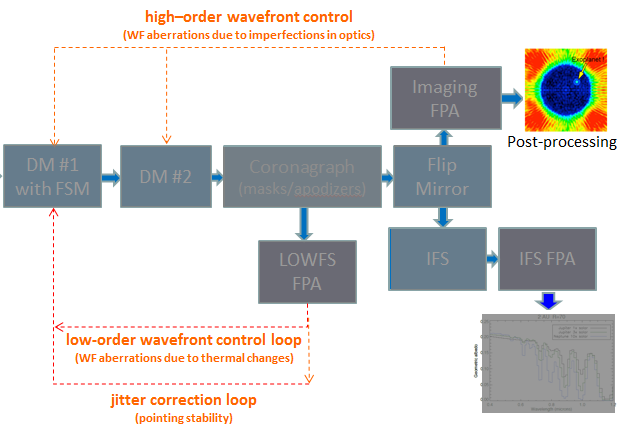 high–order wavefront control
(WF aberrations due to imperfections in optics)
Imaging
FPA
Exoplanet
Post-processing
DM #1
with FSM
DM #2
Coronagraph
(masks/apodizers)
Flip
Mirror
LOWFS
FPA
IFS
IFS FPA
low-order wavefront control loop
(WF aberrations due to thermal changes)
jitter correction loop
(pointing stability)